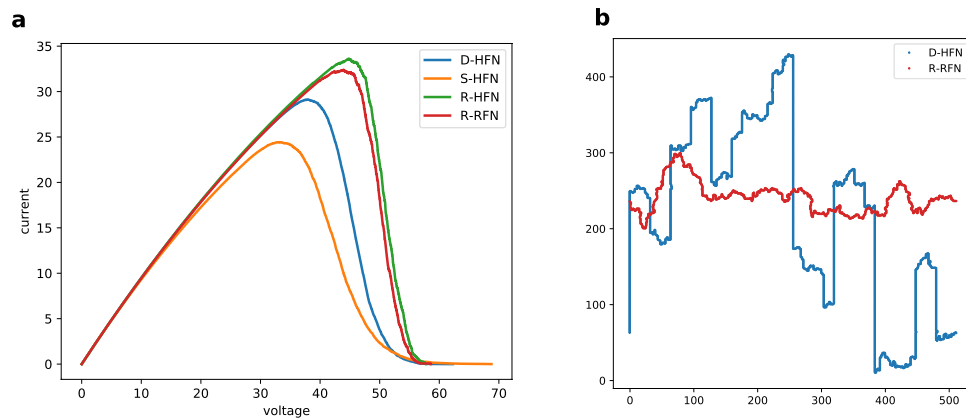 a
35
30
25
20
15
10
5
0
current
0 10 20 30 40 50 60 70
voltage
D-HFN
S-HFN
R-HFN
R-RFN
b
400
300
200
100
0
0 100 200 300 400 500
D-HFN
R-RFN